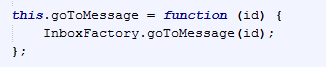 this.goToMessage = function (id) {
    InboxFactory.goToMessage(id);
};